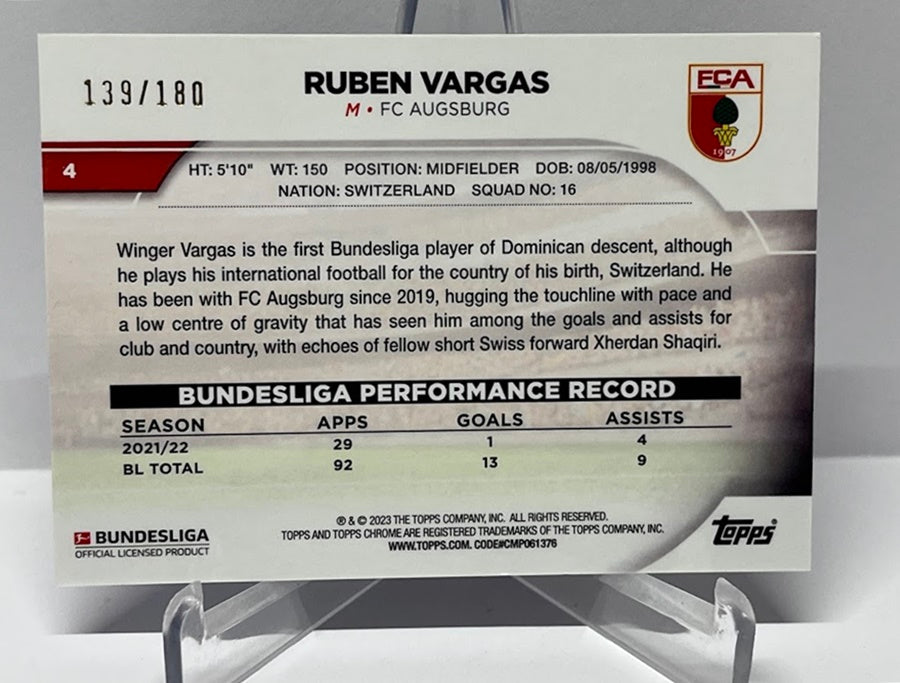 139/180
RUBEN VARGAS
M • FC AUGSBURG
FCA
1907
4
HT: 5'10" WT: 150 POSITION: MIDFIELDER DOB: 08/05/1998
NATION: SWITZERLAND SQUAD NO: 16
Winger Vargas is the first Bundesliga player of Dominican descent, although
he plays his international football for the country of his birth, Switzerland. He
has been with FC Augsburg since 2019, hugging the touchline with pace and
a low centre of gravity that has seen him among the goals and assists for
club and country, with echoes of fellow short Swiss forward Xherdan Shaqiri.
BUNDESLIGA PERFORMANCE RECORD
SEASON APPS GOALS ASSISTS
2021/22 29 1 4
BL TOTAL 92 13 9
BUNDESLIGA
OFFICIAL LICENSED PRODUCT
® & © 2023 THE TOPPS COMPANY, INC. ALL RIGHTS RESERVED.
TOPPS AND TOPPS CHROME ARE REGISTERED TRADEMARKS OF THE TOPPS COMPANY, INC.
WWW.TOPPS.COM. CODE#CMP061376
topps®